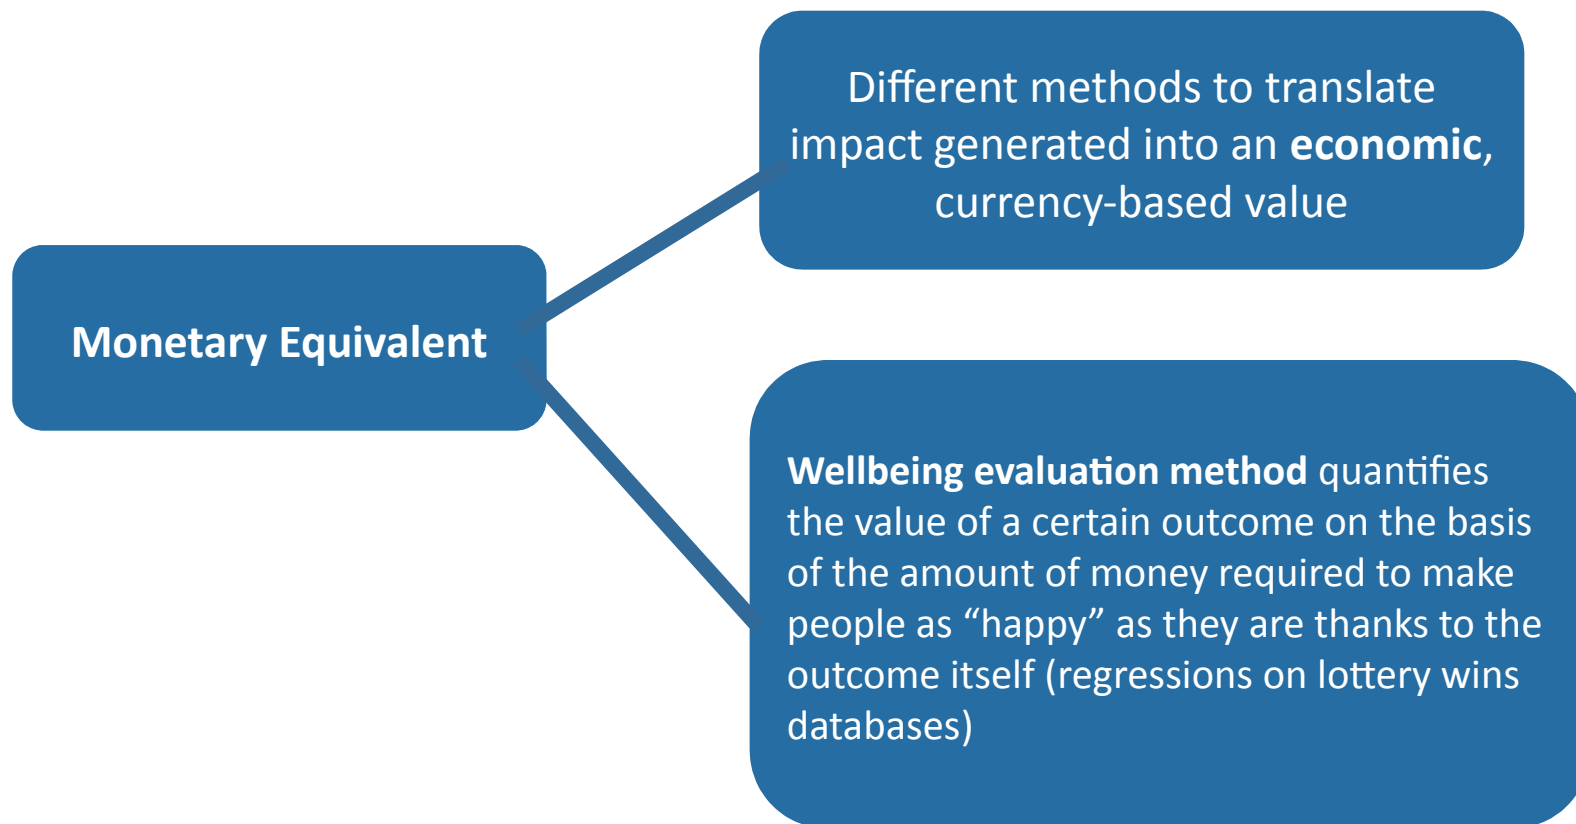 Different methods to translate
impact generated into an economic,
currency-based value
Monetary Equivalent
Wellbeing evaluation method quantifies
the value of a certain outcome on the basis
of the amount of money required to make
people as “happy” as they are thanks to the
outcome itself (regressions on lottery wins
databases)